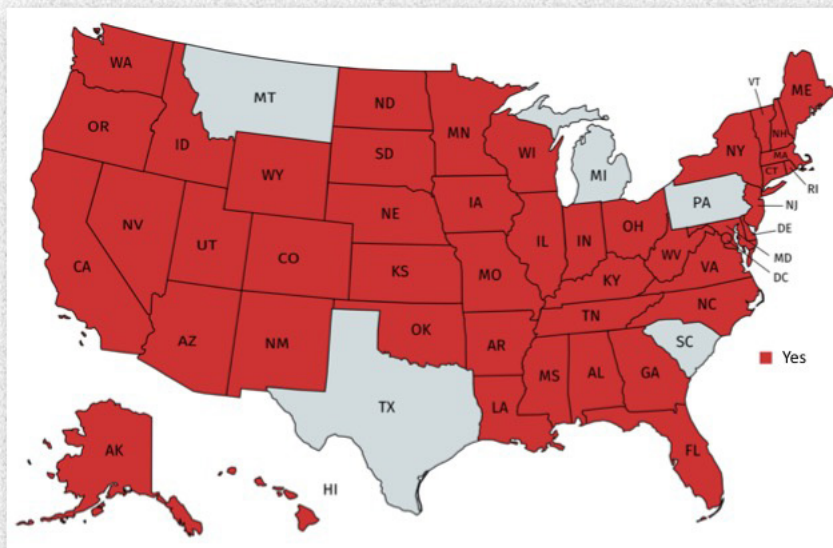 WA
MT
ND
MN
VT
ME
OR
ID
SD
WI
MI
NY
NH
MA
CT
RI
WY
NE
IA
PA
NJ
NV
UT
CO
IL
IN
OH
DE
CA
KS
MO
WV
VA
MD
KY
DC
AZ
NM
OK
TN
NC
AR
SC
Yes
TX
MS
AL
GA
LA
AK
HI
FL